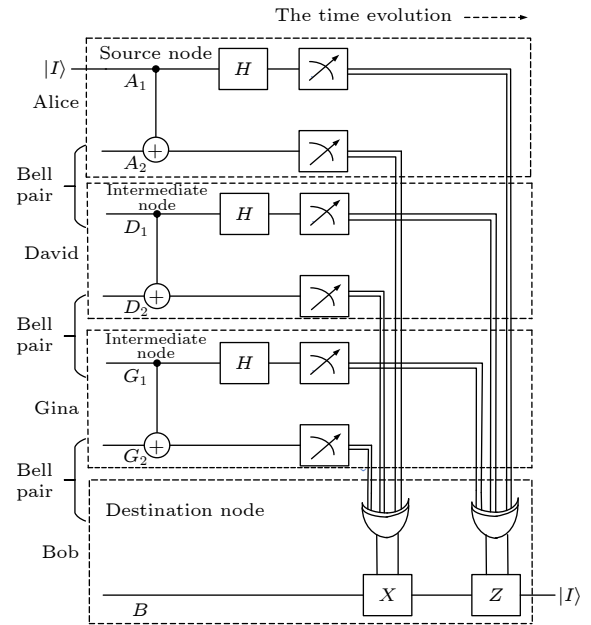 The time evolution
Source node
|I⟩
A₁
H
Alice
A₂
Bell
pair
Intermediate
node
D₁
H
David
D₂
Bell
pair
Intermediate
node
G₁
H
Gina
G₂
Bell
pair
Destination node
Bob
B
X
Z
|I⟩